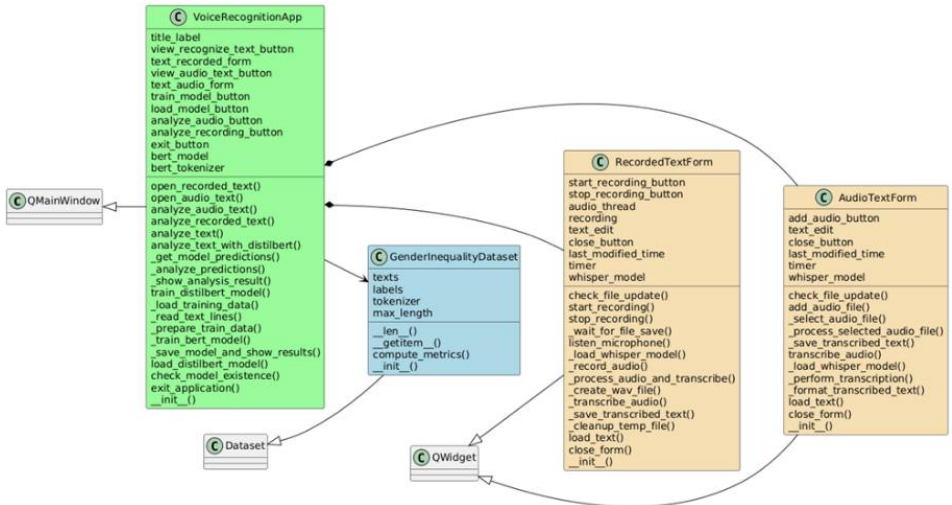 C VoiceRecognitionApp
title_label
view_recognize_text_button
text_recorded_form
view_audio_text_button
text_audio_form
train_model_button
load_model_button
analyze_audio_button
analyze_recording_button
exit_button
bert_model
bert_tokenizer
open_recorded_text()
open_audio_text()
analyze_audio_text()
analyze_recorded_text()
analyze_text()
analyze_text_with_distilbert()
_get_model_predictions()
_analyze_predictions()
_show_analysis_result()
train_distilbert_model()
_load_training_data()
_read_text_lines()
_prepare_train_data()
_train_bert_model()
_save_model_and_show_results()
load_distilbert_model()
check_model_existence()
exit_application()
__init__()
C QMainWindow
C GenderInequalityDataset
texts
labels
tokenizer
max_length
__len__()
__getitem__()
compute_metrics()
__init__()
C Dataset
C RecordedTextForm
start_recording_button
stop_recording_button
audio_thread
recording
text_edit
close_button
last_modified_time
timer
whisper_model
check_file_update()
start_recording()
stop_recording()
_wait_for_file_save()
listen_microphone()
_load_whisper_model()
_record_audio()
_process_audio_and_transcribe()
_create_wav_file()
_transcribe_audio()
_save_transcribed_text()
_cleanup_temp_file()
load_text()
close_form()
__init__()
C QWidget
C AudioTextForm
add_audio_button
text_edit
close_button
last_modified_time
timer
whisper_model
check_file_update()
add_audio_file()
_select_audio_file()
_process_selected_audio_file()
_save_transcribed_text()
transcribe_audio()
_load_whisper_model()
_perform_transcription()
_format_transcribed_text()
load_text()
close_form()
__init__()